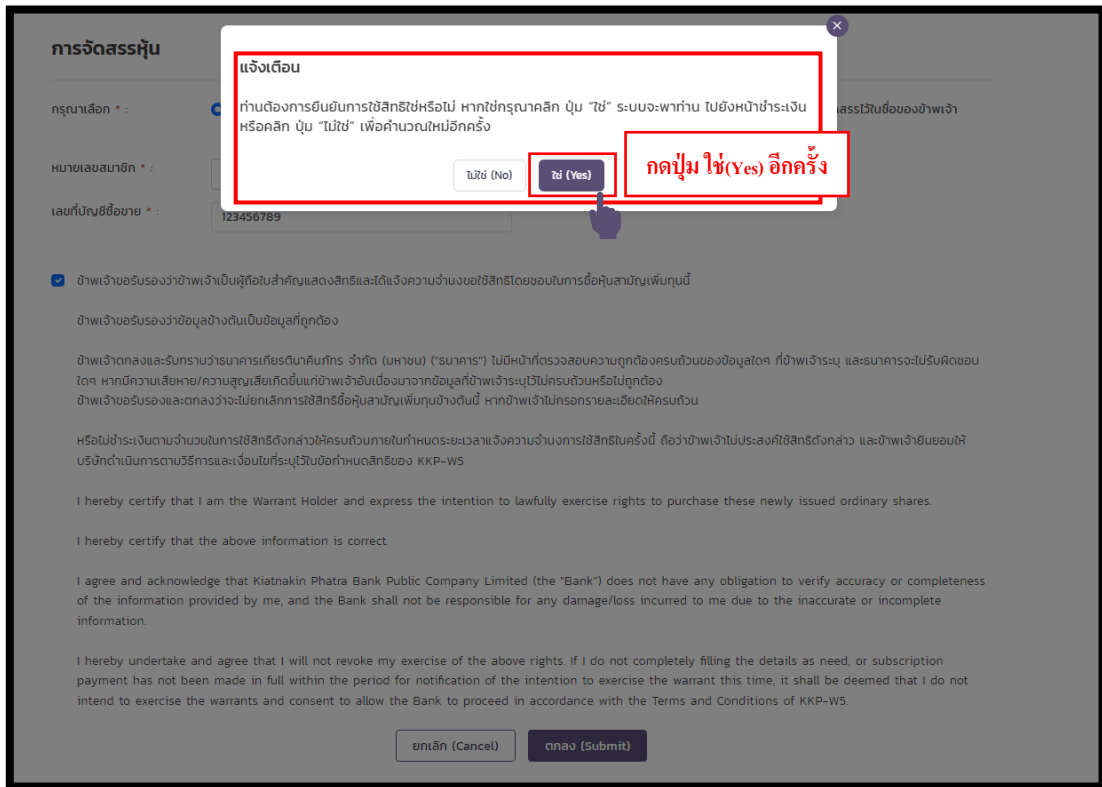 การจัดสรรหุ้น
แจ้งเตือน
ท่านต้องการยืนยันการใช้สิทธิใช่หรือไม่ หากใช่กรุณาคลิก ปุ่ม “ใช่” ระบบจะพาท่าน ไปยังหน้าชำระเงิน
หรือคลิก ปุ่ม “ไม่ใช่” เพื่อคำนวณใหม่อีกครั้ง
กรุณาเลือก * :
สรรไว้ในชื่อของข้าพเจ้า
ไม่ใช่ (No)
ใช่ (Yes)
กดปุ่ม ใช่(Yes) อีกครั้ง
หมายเลขสมาชิก * :
เลขที่บัญชีซื้อขาย * :
123456789
ข้าพเจ้าขอรับรองว่าข้าพเจ้าเป็นผู้ถือใบสำคัญแสดงสิทธิและได้แจ้งความจำนงขอใช้สิทธิโดยชอบในการซื้อหุ้นสามัญเพิ่มทุนนี้
ข้าพเจ้าขอรับรองว่าข้อมูลข้างต้นเป็นข้อมูลที่ถูกต้อง
ข้าพเจ้าตกลงและรับทราบว่าธนาคารเกียรตินาคินภัทร จำกัด (มหาชน) (“ธนาคาร”) ไม่มีหน้าที่ตรวจสอบความถูกต้องครบถ้วนของข้อมูลใดๆ ที่ข้าพเจ้าระบุ และธนาคารจะไม่รับผิดชอบ
ใดๆ หากมีความเสียหาย/ความสูญเสียเกิดขึ้นแก่ข้าพเจ้าอันเนื่องมาจากข้อมูลที่ข้าพเจ้าระบุไว้ไม่ครบถ้วนหรือไม่ถูกต้อง
ข้าพเจ้าขอรับรองและตกลงว่าจะไม่ยกเลิกการใช้สิทธิซื้อหุ้นสามัญเพิ่มทุนข้างต้นนี้ หากข้าพเจ้าไม่กรอกรายละเอียดให้ครบถ้วน
หรือไม่ชำระเงินตามจำนวนในการใช้สิทธิดังกล่าวให้ครบถ้วนภายในกำหนดระยะเวลาแจ้งความจำนงการใช้สิทธิในครั้งนี้ ถือว่าข้าพเจ้าไม่ประสงค์ใช้สิทธิดังกล่าว และข้าพเจ้ายินยอมให้
บริษัทดำเนินการตามวิธีการและเงื่อนไขที่ระบุไว้ในข้อกำหนดสิทธิของ KKP-W5
I hereby certify that I am the Warrant Holder and express the intention to lawfully exercise rights to purchase these newly issued ordinary shares.
I hereby certify that the above information is correct.
I agree and acknowledge that Kiatnakin Phatra Bank Public Company Limited (the "Bank") does not have any obligation to verify accuracy or completeness
of the information provided by me, and the Bank shall not be responsible for any damage/loss incurred to me due to the inaccurate or incomplete
information.
I hereby undertake and agree that I will not revoke my exercise of the above rights. If I do not completely filling the details as need, or subscription
payment has not been made in full within the period for notification of the intention to exercise the warrant this time, it shall be deemed that I do not
intend to exercise the warrants and consent to allow the Bank to proceed in accordance with the Terms and Conditions of KKP-W5.
ยกเลิก (Cancel)
ตกลง (Submit)